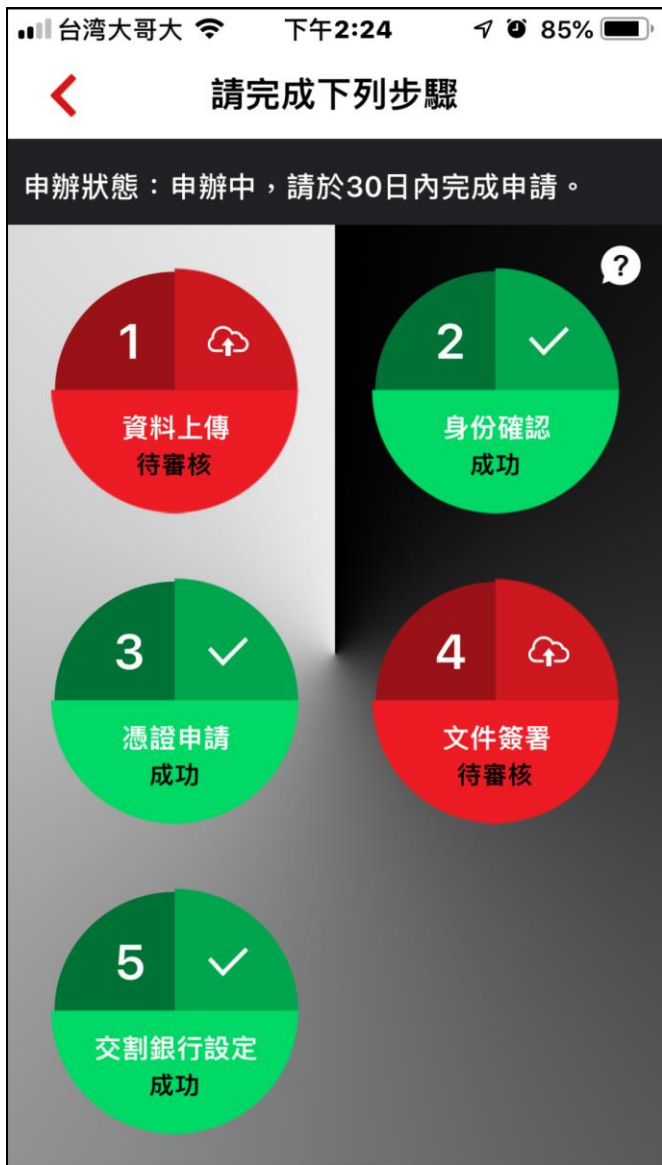 台湾大哥大 下午2:24 85%
請完成下列步驟
申辦狀態：申辦中，請於30日內完成申請。
?
1
資料上傳
待審核
2
身份確認
成功
3
憑證申請
成功
4
文件簽署
待審核
5
交割銀行設定
成功